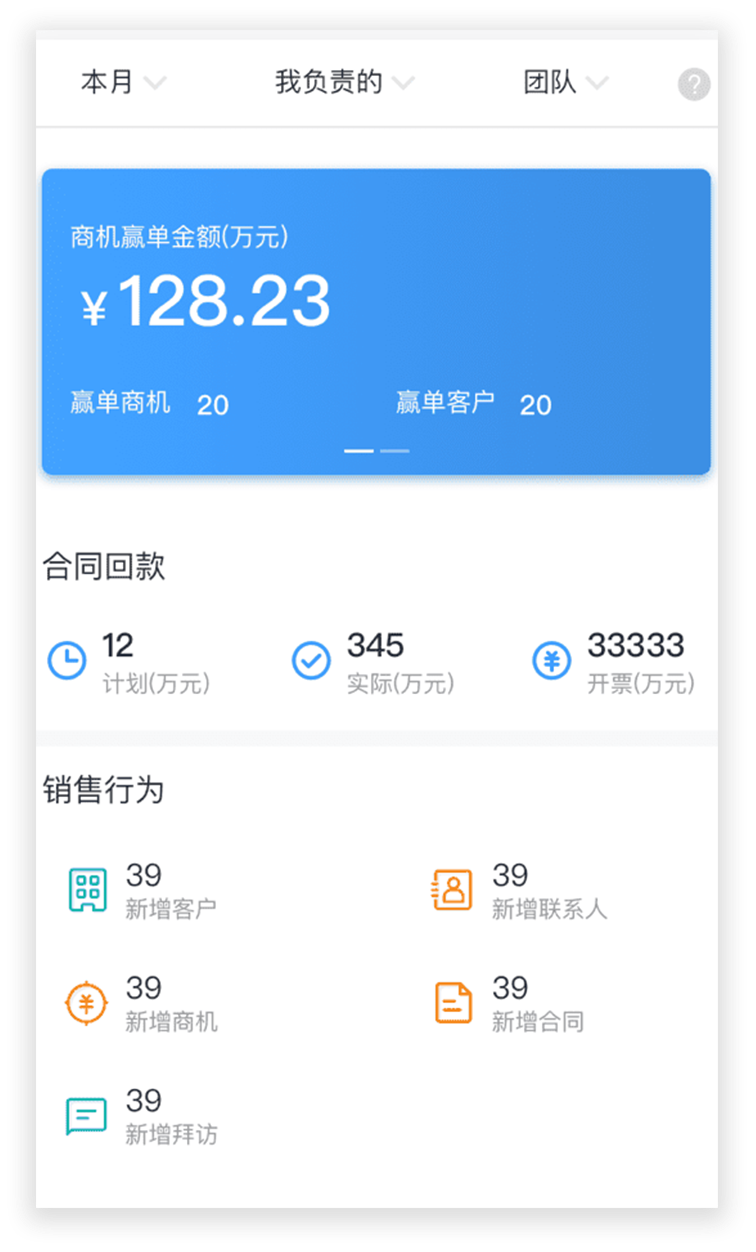 本月 我负责的 团队 ?
商机赢单金额(万元)
¥128.23
赢单商机 20 赢单客户 20
合同回款
12 345 33333
计划(万元) 实际(万元) 开票(万元)
销售行为
39 39
新增客户 新增联系人
39 39
新增商机 新增合同
39
新增拜访